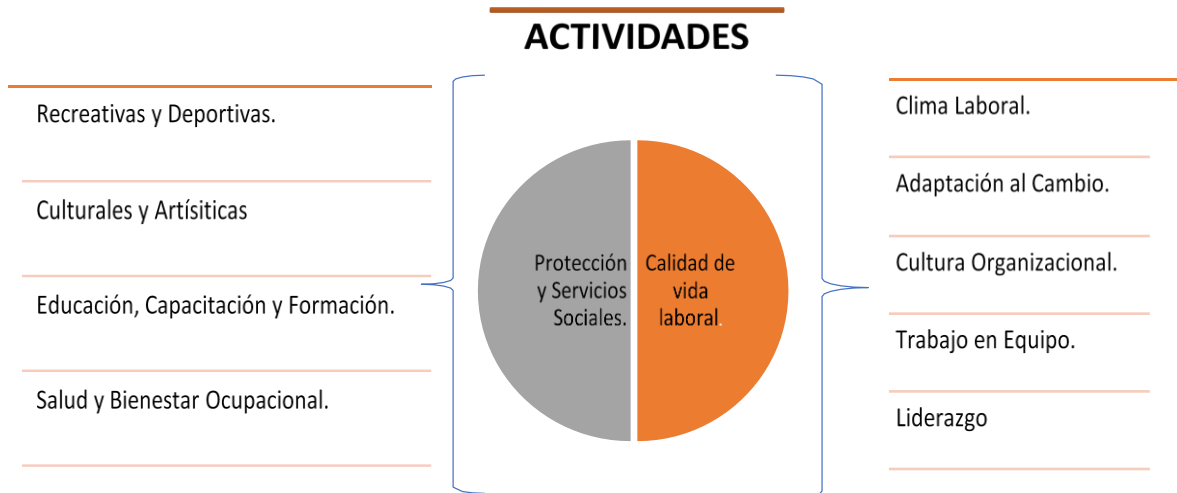 ACTIVIDADES
Recreativas y Deportivas.
Culturales y Artísiticas
Educación, Capacitación y Formación.
Salud y Bienestar Ocupacional.
Protección
y Servicios
Sociales.
Calidad de
vida
laboral.
Clima Laboral.
Adaptación al Cambio.
Cultura Organizacional.
Trabajo en Equipo.
Liderazgo